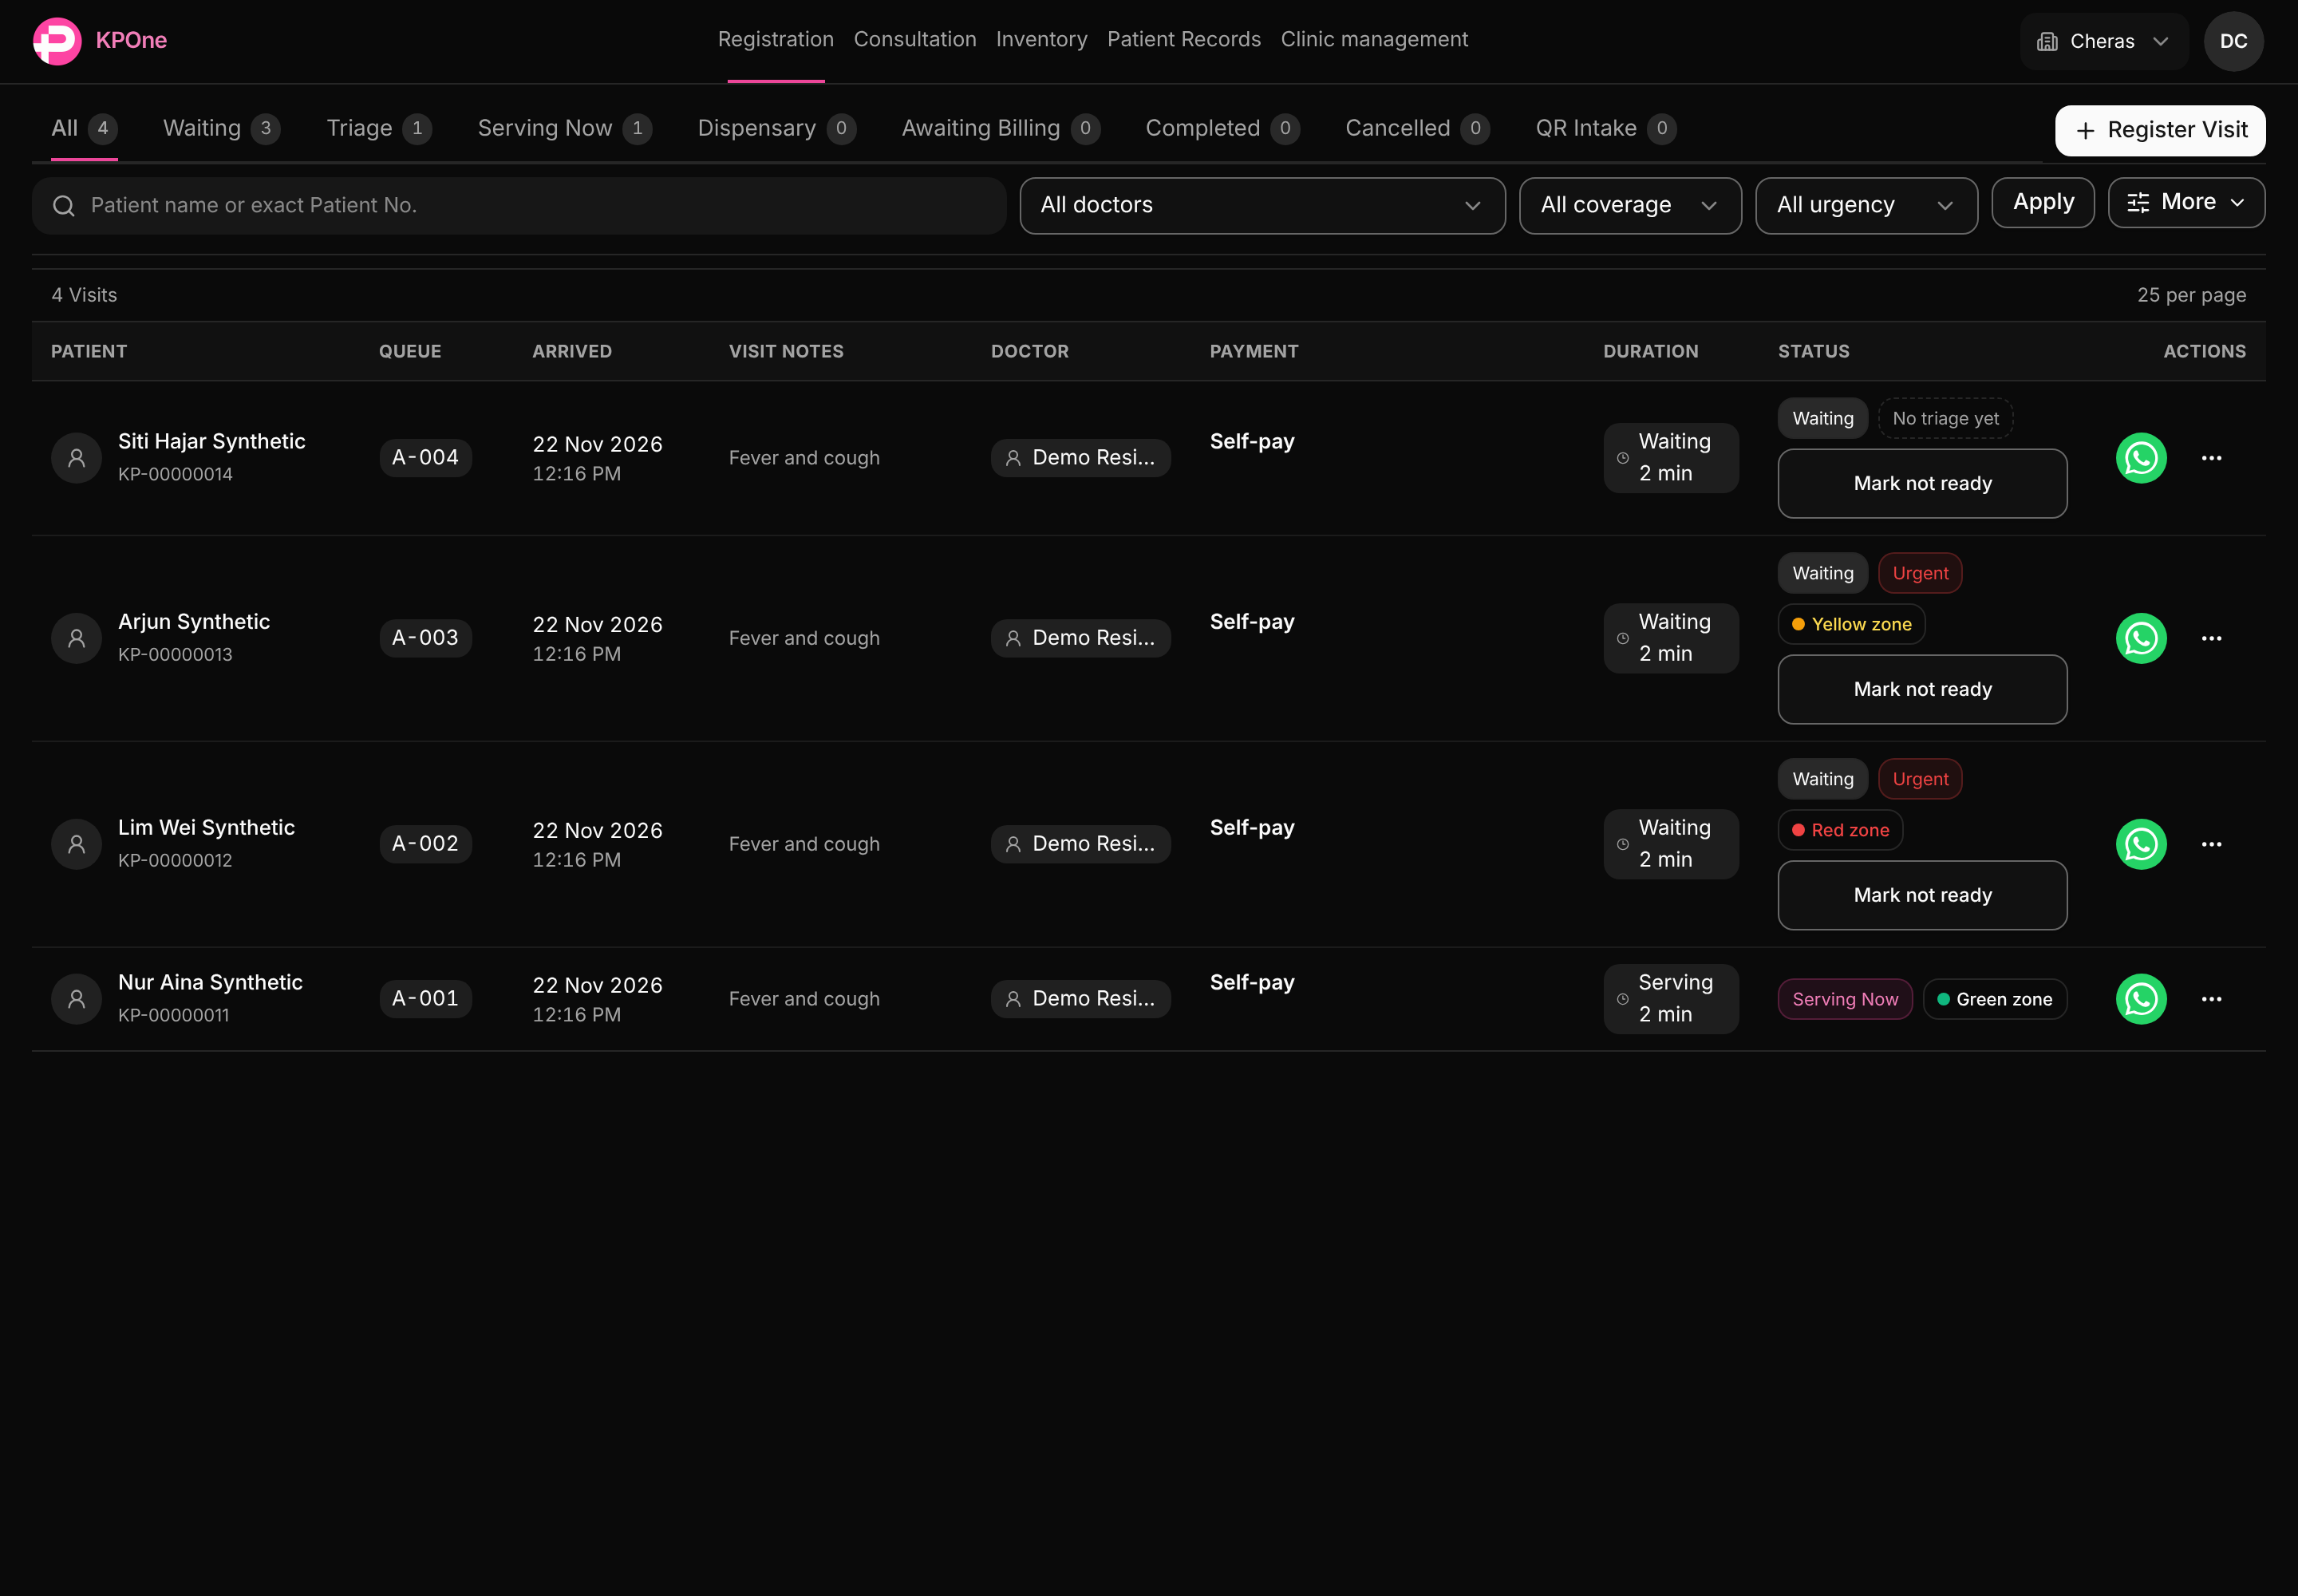 KPOne
Registration Consultation Inventory Patient Records Clinic management
Cheras
DC
All 4 Waiting 3 Triage 1 Serving Now 1 Dispensary 0 Awaiting Billing 0 Completed 0 Cancelled 0 QR Intake 0
+ Register Visit
Patient name or exact Patient No.
All doctors
All coverage
All urgency
Apply
More
4 Visits
25 per page
PATIENT QUEUE ARRIVED VISIT NOTES DOCTOR PAYMENT DURATION STATUS ACTIONS
Siti Hajar Synthetic
KP-00000014
A-004
22 Nov 2026
12:16 PM
Fever and cough
Demo Resi...
Self-pay
Waiting
2 min
Waiting No triage yet
Mark not ready
Arjun Synthetic
KP-00000013
A-003
22 Nov 2026
12:16 PM
Fever and cough
Demo Resi...
Self-pay
Waiting
2 min
Waiting Urgent
Yellow zone
Mark not ready
Lim Wei Synthetic
KP-00000012
A-002
22 Nov 2026
12:16 PM
Fever and cough
Demo Resi...
Self-pay
Waiting
2 min
Waiting Urgent
Red zone
Mark not ready
Nur Aina Synthetic
KP-00000011
A-001
22 Nov 2026
12:16 PM
Fever and cough
Demo Resi...
Self-pay
Serving
2 min
Serving Now Green zone